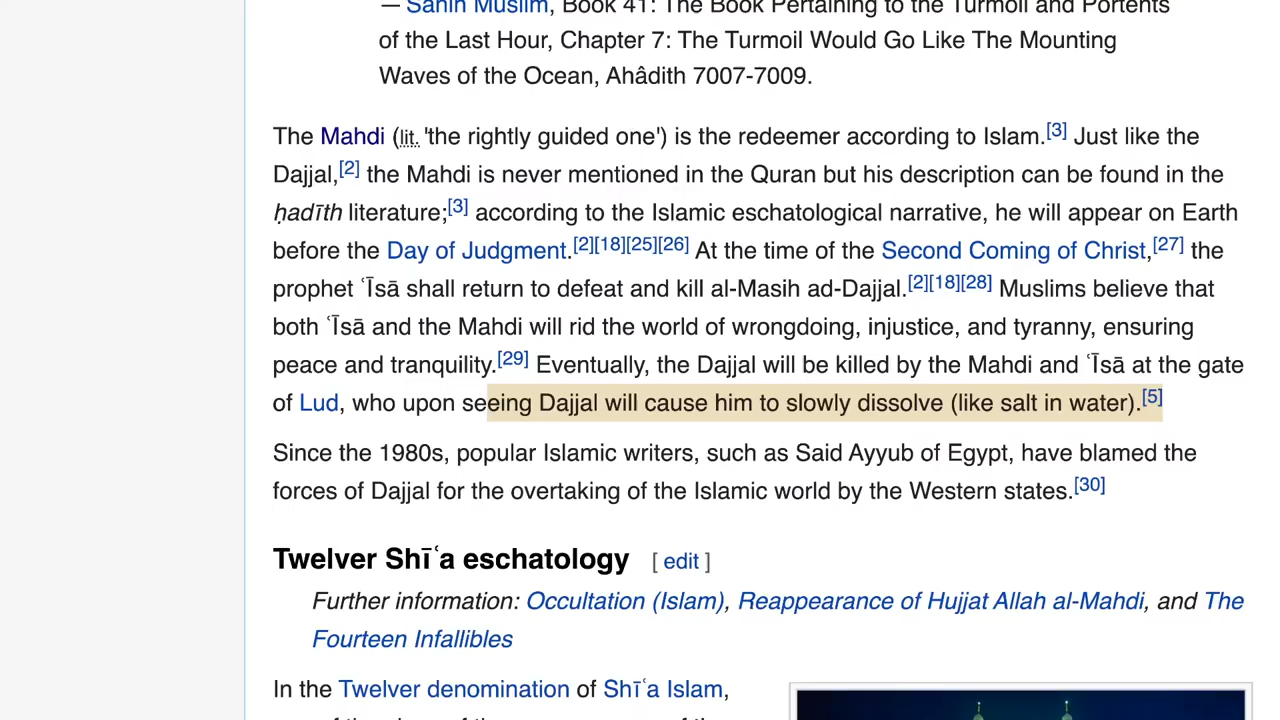 — Sahih Muslim, Book 41: The Book Pertaining to the Turmoil and Portents
of the Last Hour, Chapter 7: The Turmoil Would Go Like The Mounting
Waves of the Ocean, Ahâdith 7007-7009.
The Mahdi (lit. 'the rightly guided one') is the redeemer according to Islam.[3] Just like the
Dajjal,[2] the Mahdi is never mentioned in the Quran but his description can be found in the
ḥadīth literature;[3] according to the Islamic eschatological narrative, he will appear on Earth
before the Day of Judgment.[2][18][25][26] At the time of the Second Coming of Christ,[27] the
prophet ʿĪsā shall return to defeat and kill al-Masih ad-Dajjal.[2][18][28] Muslims believe that
both ʿĪsā and the Mahdi will rid the world of wrongdoing, injustice, and tyranny, ensuring
peace and tranquility.[29] Eventually, the Dajjal will be killed by the Mahdi and ʿĪsā at the gate
of Lud, who upon seeing Dajjal will cause him to slowly dissolve (like salt in water).[5]
Since the 1980s, popular Islamic writers, such as Said Ayyub of Egypt, have blamed the
forces of Dajjal for the overtaking of the Islamic world by the Western states.[30]
Twelver Shīʿa eschatology [ edit ]
Further information: Occultation (Islam), Reappearance of Hujjat Allah al-Mahdi, and The
Fourteen Infallibles
In the Twelver denomination of Shīʿa Islam,